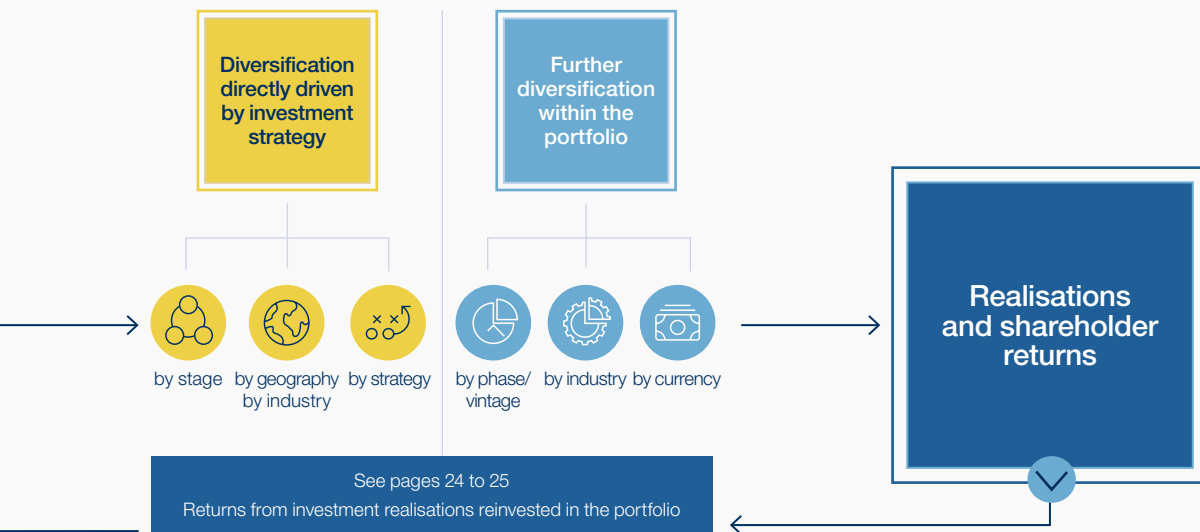 Diversification
directly driven
by investment
strategy
Further
diversification
within the
portfolio
by stage
by geography
by industry
by strategy
by phase/
vintage
by industry
by currency
Realisations
and shareholder
returns
See pages 24 to 25
Returns from investment realisations reinvested in the portfolio